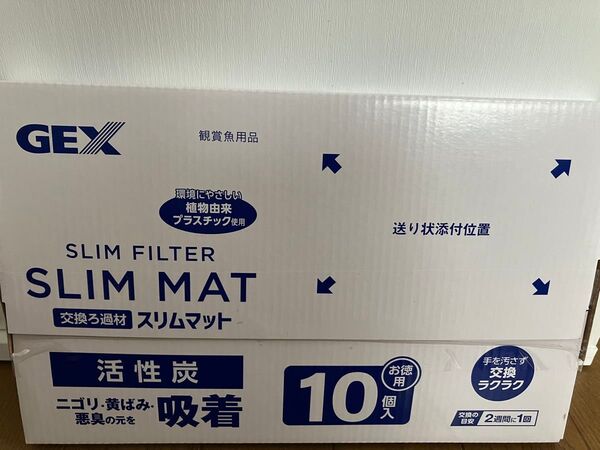 GEX
観賞魚用品
環境にやさしい
植物由来
プラスチック使用
送り状添付位置
SLIM FILTER
SLIM MAT
交換ろ過材 スリムマット
活性炭
ニゴリ・黄ばみ・
悪臭の元を 吸着
お徳用
10個入
手を汚さず
交換
ラクラク
交換の目安 2週間に1回